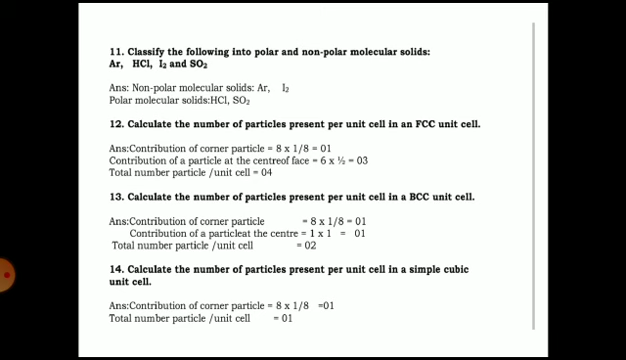 11. Classify the following into polar and non-polar molecular solids:
Ar, HCl, I₂ and SO₂
Ans: Non-polar molecular solids: Ar, I₂
Polar molecular solids:HCl, SO₂
12. Calculate the number of particles present per unit cell in an FCC unit cell.
Ans:Contribution of corner particle = 8 x 1/8 = 01
Contribution of a particle at the centreof face = 6 x ½ = 03
Total number particle /unit cell = 04
13. Calculate the number of particles present per unit cell in a BCC unit cell.
Ans:Contribution of corner particle = 8 x 1/8 = 01
Contribution of a particleat the centre = 1 x 1 = 01
Total number particle /unit cell = 02
14. Calculate the number of particles present per unit cell in a simple cubic
unit cell.
Ans:Contribution of corner particle = 8 x 1/8 =01
Total number particle /unit cell = 01